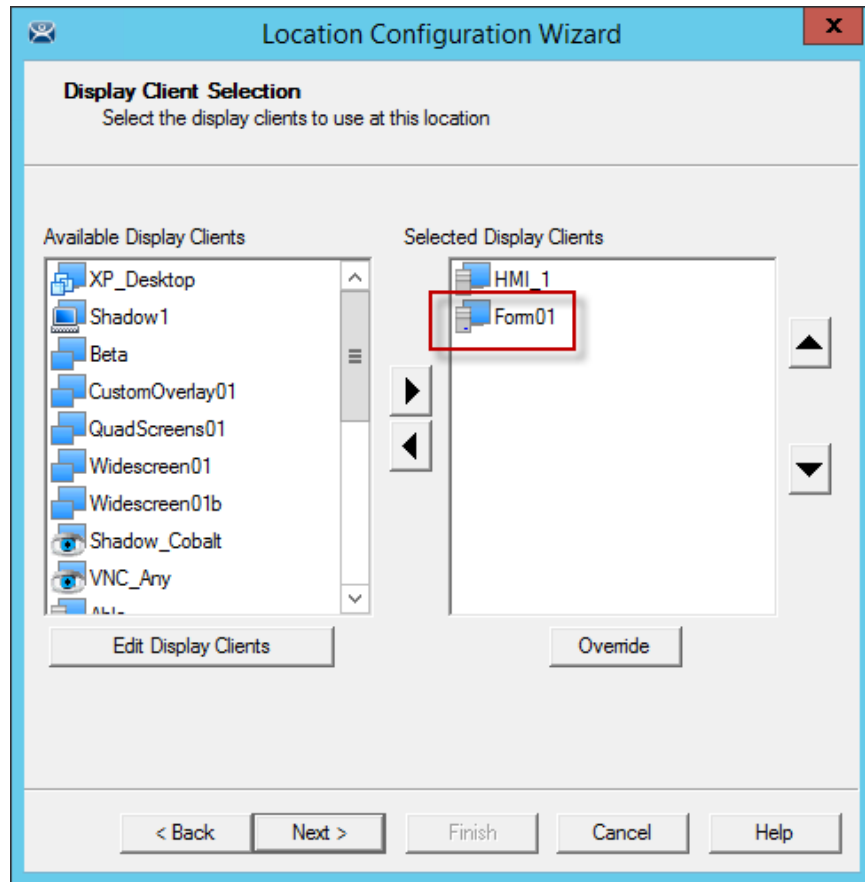 Location Configuration Wizard
x
Display Client Selection
Select the display clients to use at this location
Available Display Clients
Selected Display Clients
XP_Desktop
Shadow1
Beta
CustomOverlay01
QuadScreens01
Widescreen01
Widescreen01b
Shadow_Cobalt
VNC_Any
HMI_1
Form01
Edit Display Clients
Override
< Back
Next >
Finish
Cancel
Help